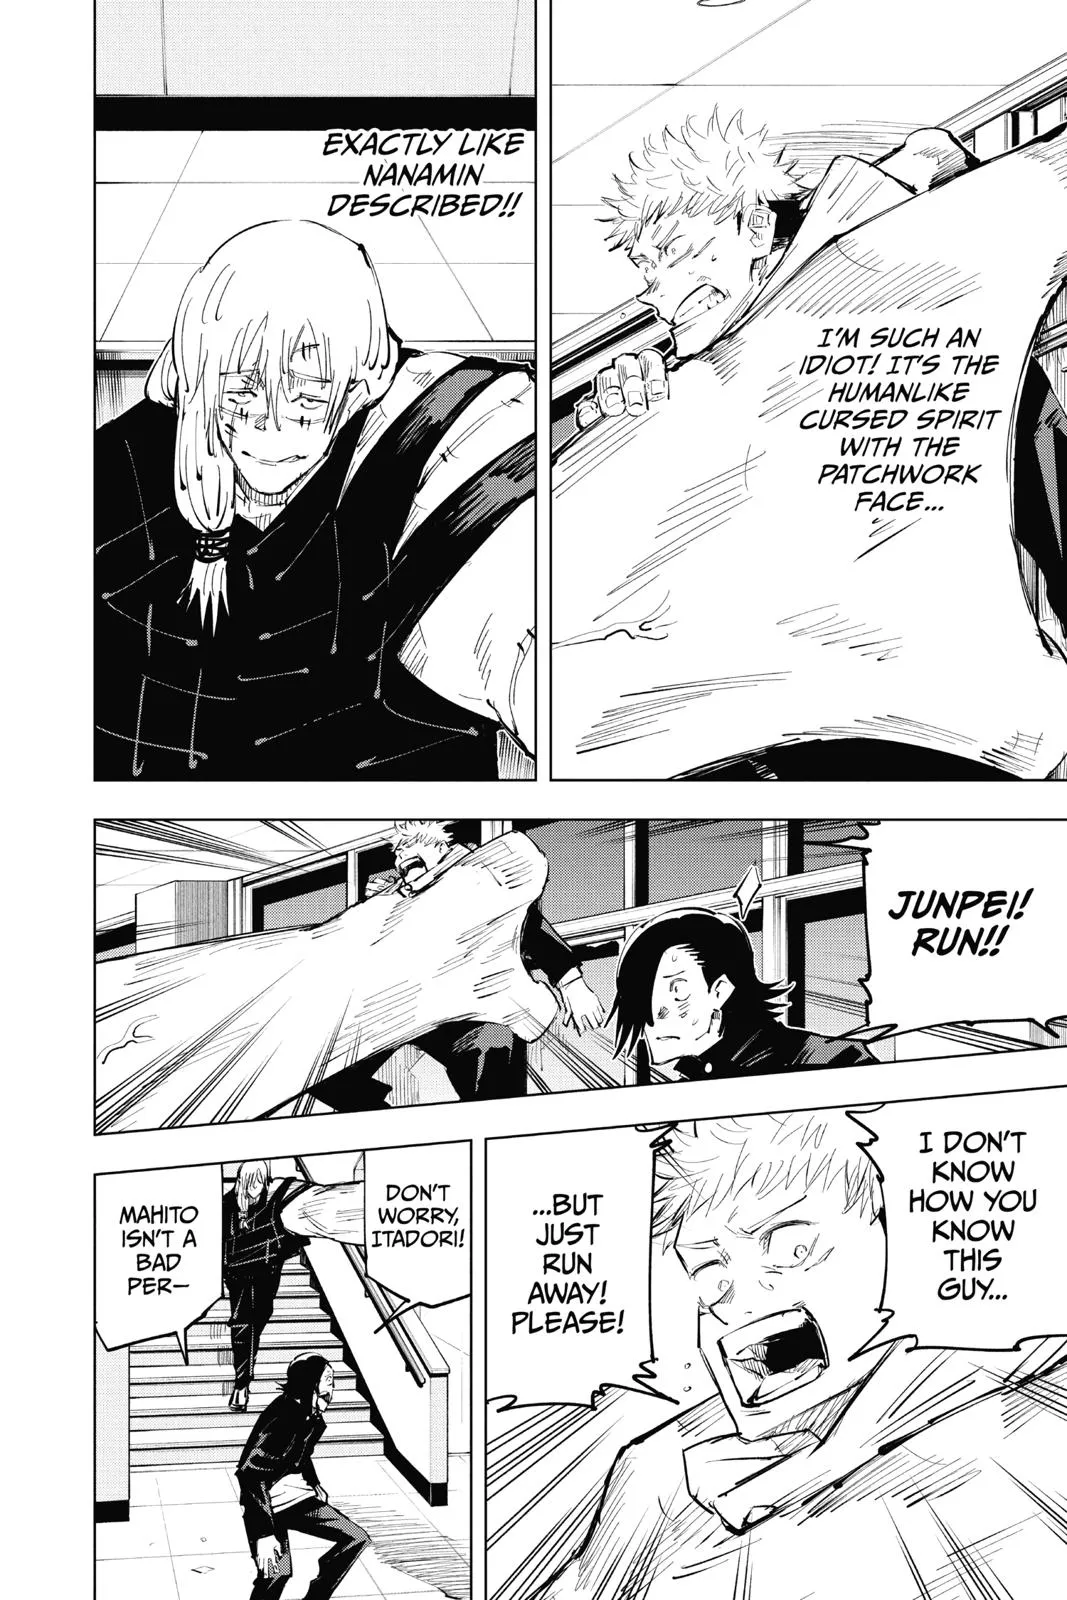 I'M SUCH AN
IDIOT! IT'S THE
HUMANLIKE
CURSED SPIRIT
WITH THE
PATCHWORK
FACE...
EXACTLY LIKE
NANAMIN
DESCRIBED!!
JUNPEI!
RUN!!
I DON'T
KNOW
HOW YOU
KNOW
THIS
GUY...
...BUT
JUST
RUN
AWAY!
PLEASE!
DON'T
WORRY,
ITADORI!
MAHITO
ISN'T A
BAD
PER—